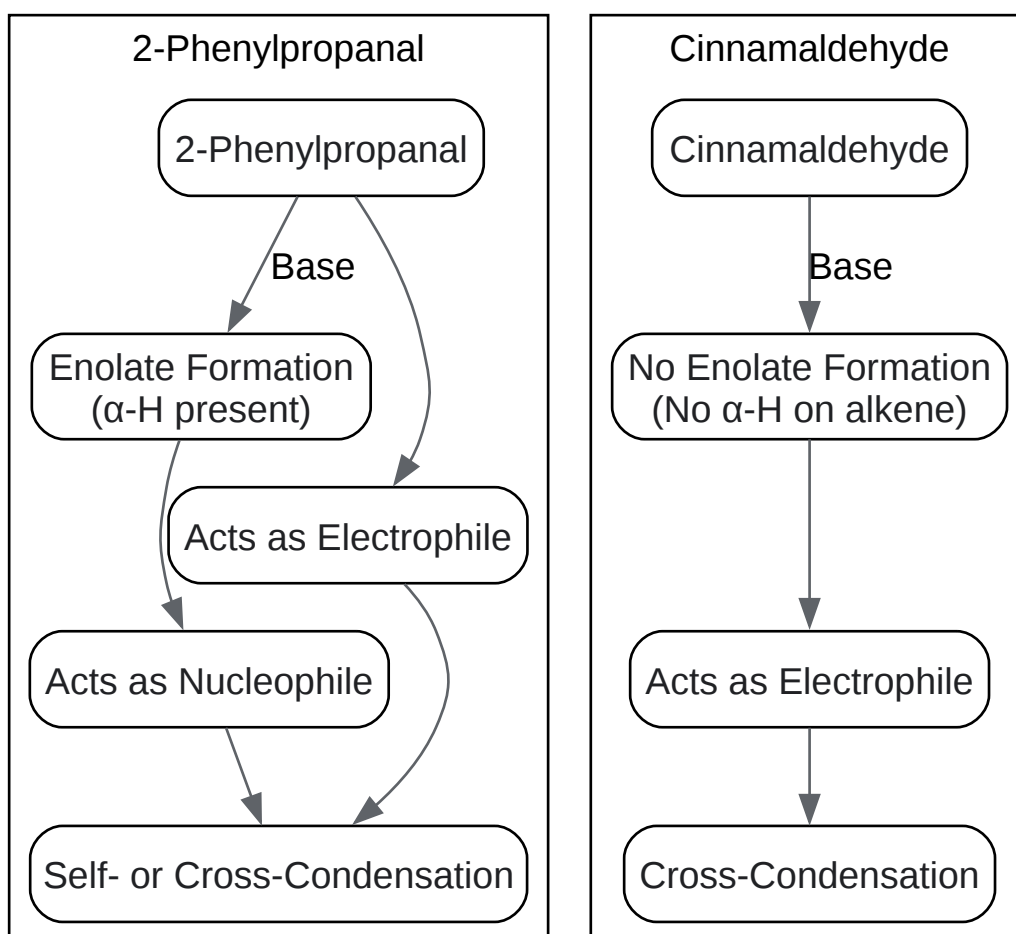 2-Phenylpropanal
2-Phenylpropanal
Base
Enolate Formation
(α-H present)
Acts as Electrophile
Acts as Nucleophile
Self- or Cross-Condensation
Cinnamaldehyde
Cinnamaldehyde
Base
No Enolate Formation
(No α-H on alkene)
Acts as Electrophile
Cross-Condensation